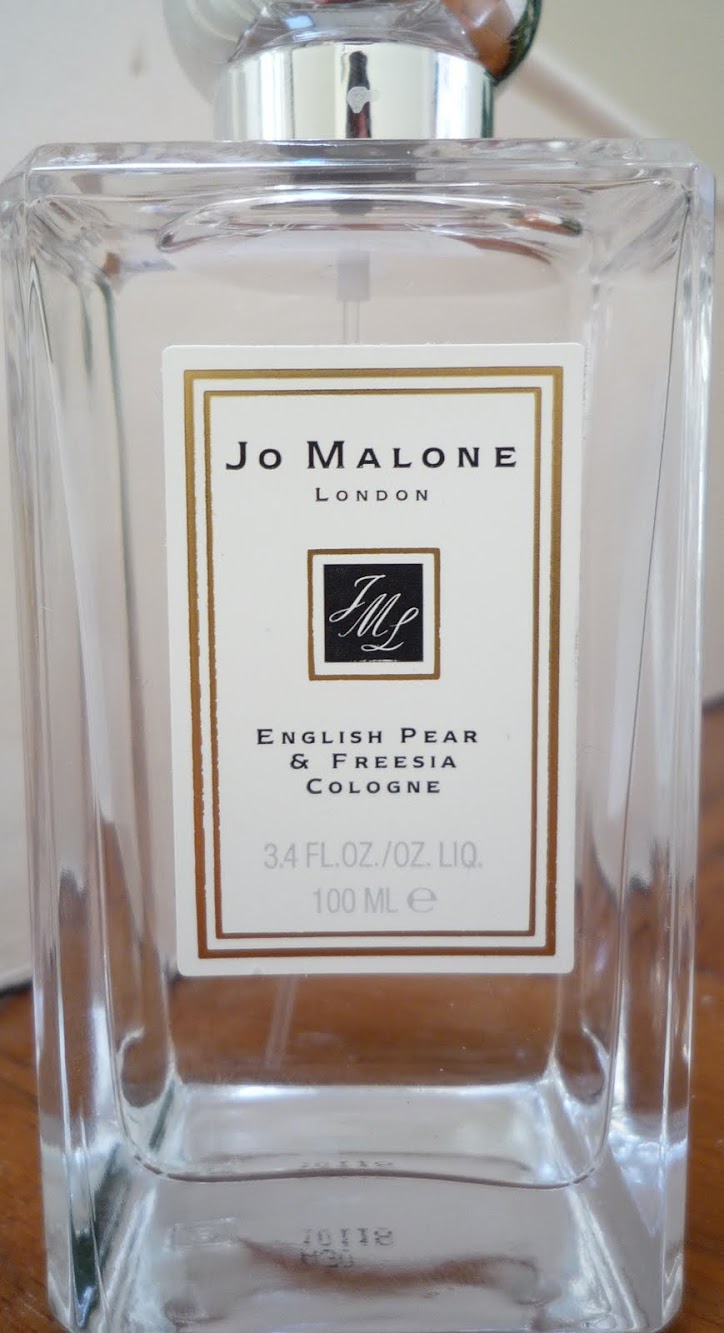 JO MALONE
LONDON
JML
ENGLISH PEAR
& FREESIA
COLOGNE
3.4 FL.OZ./OZ. LIQ.
100 ML ℮